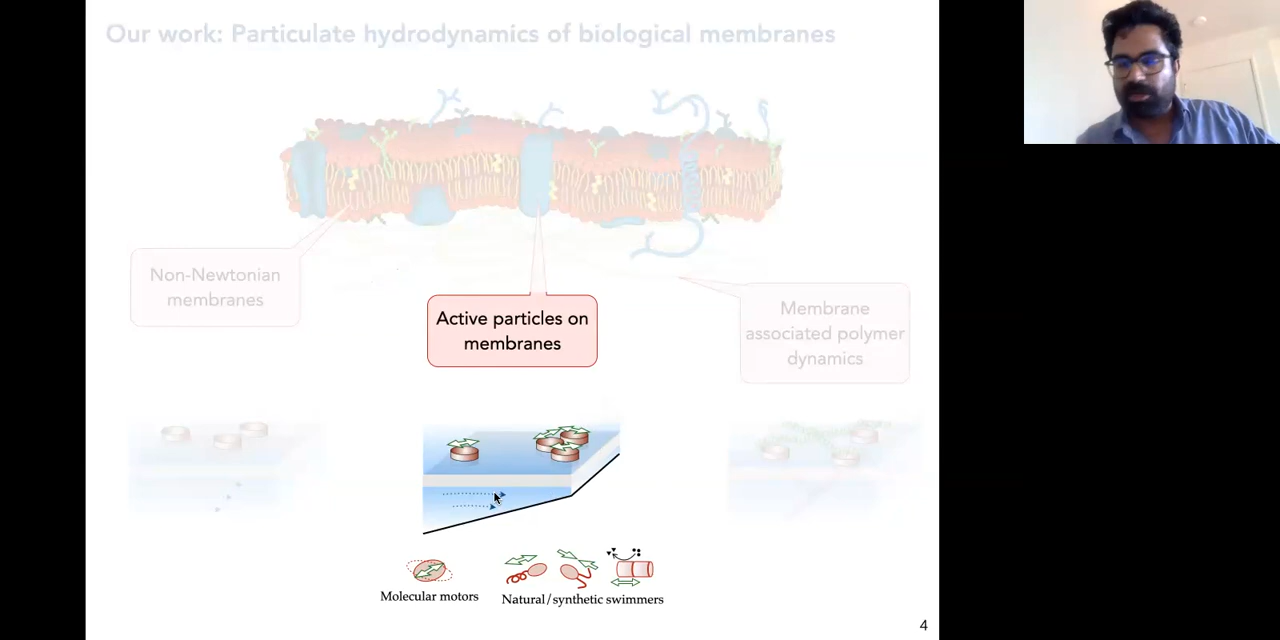 Our work: Particulate hydrodynamics of biological membranes
Non-Newtonian
membranes
Active particles on
membranes
Membrane
associated polymer
dynamics
Molecular motors
Natural/synthetic swimmers
4